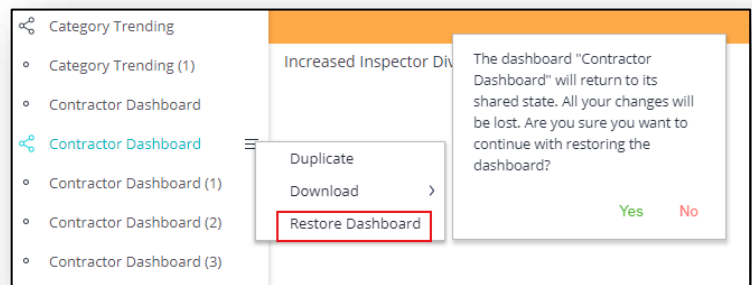 Category Trending
Category Trending (1)
Contractor Dashboard
Contractor Dashboard
Contractor Dashboard (1)
Contractor Dashboard (2)
Contractor Dashboard (3)
Increased Inspector
Duplicate
Download
Restore Dashboard
The dashboard "Contractor
Dashboard" will return to its
shared state. All your changes will
be lost. Are you sure you want to
continue with restoring the
dashboard?
Yes No